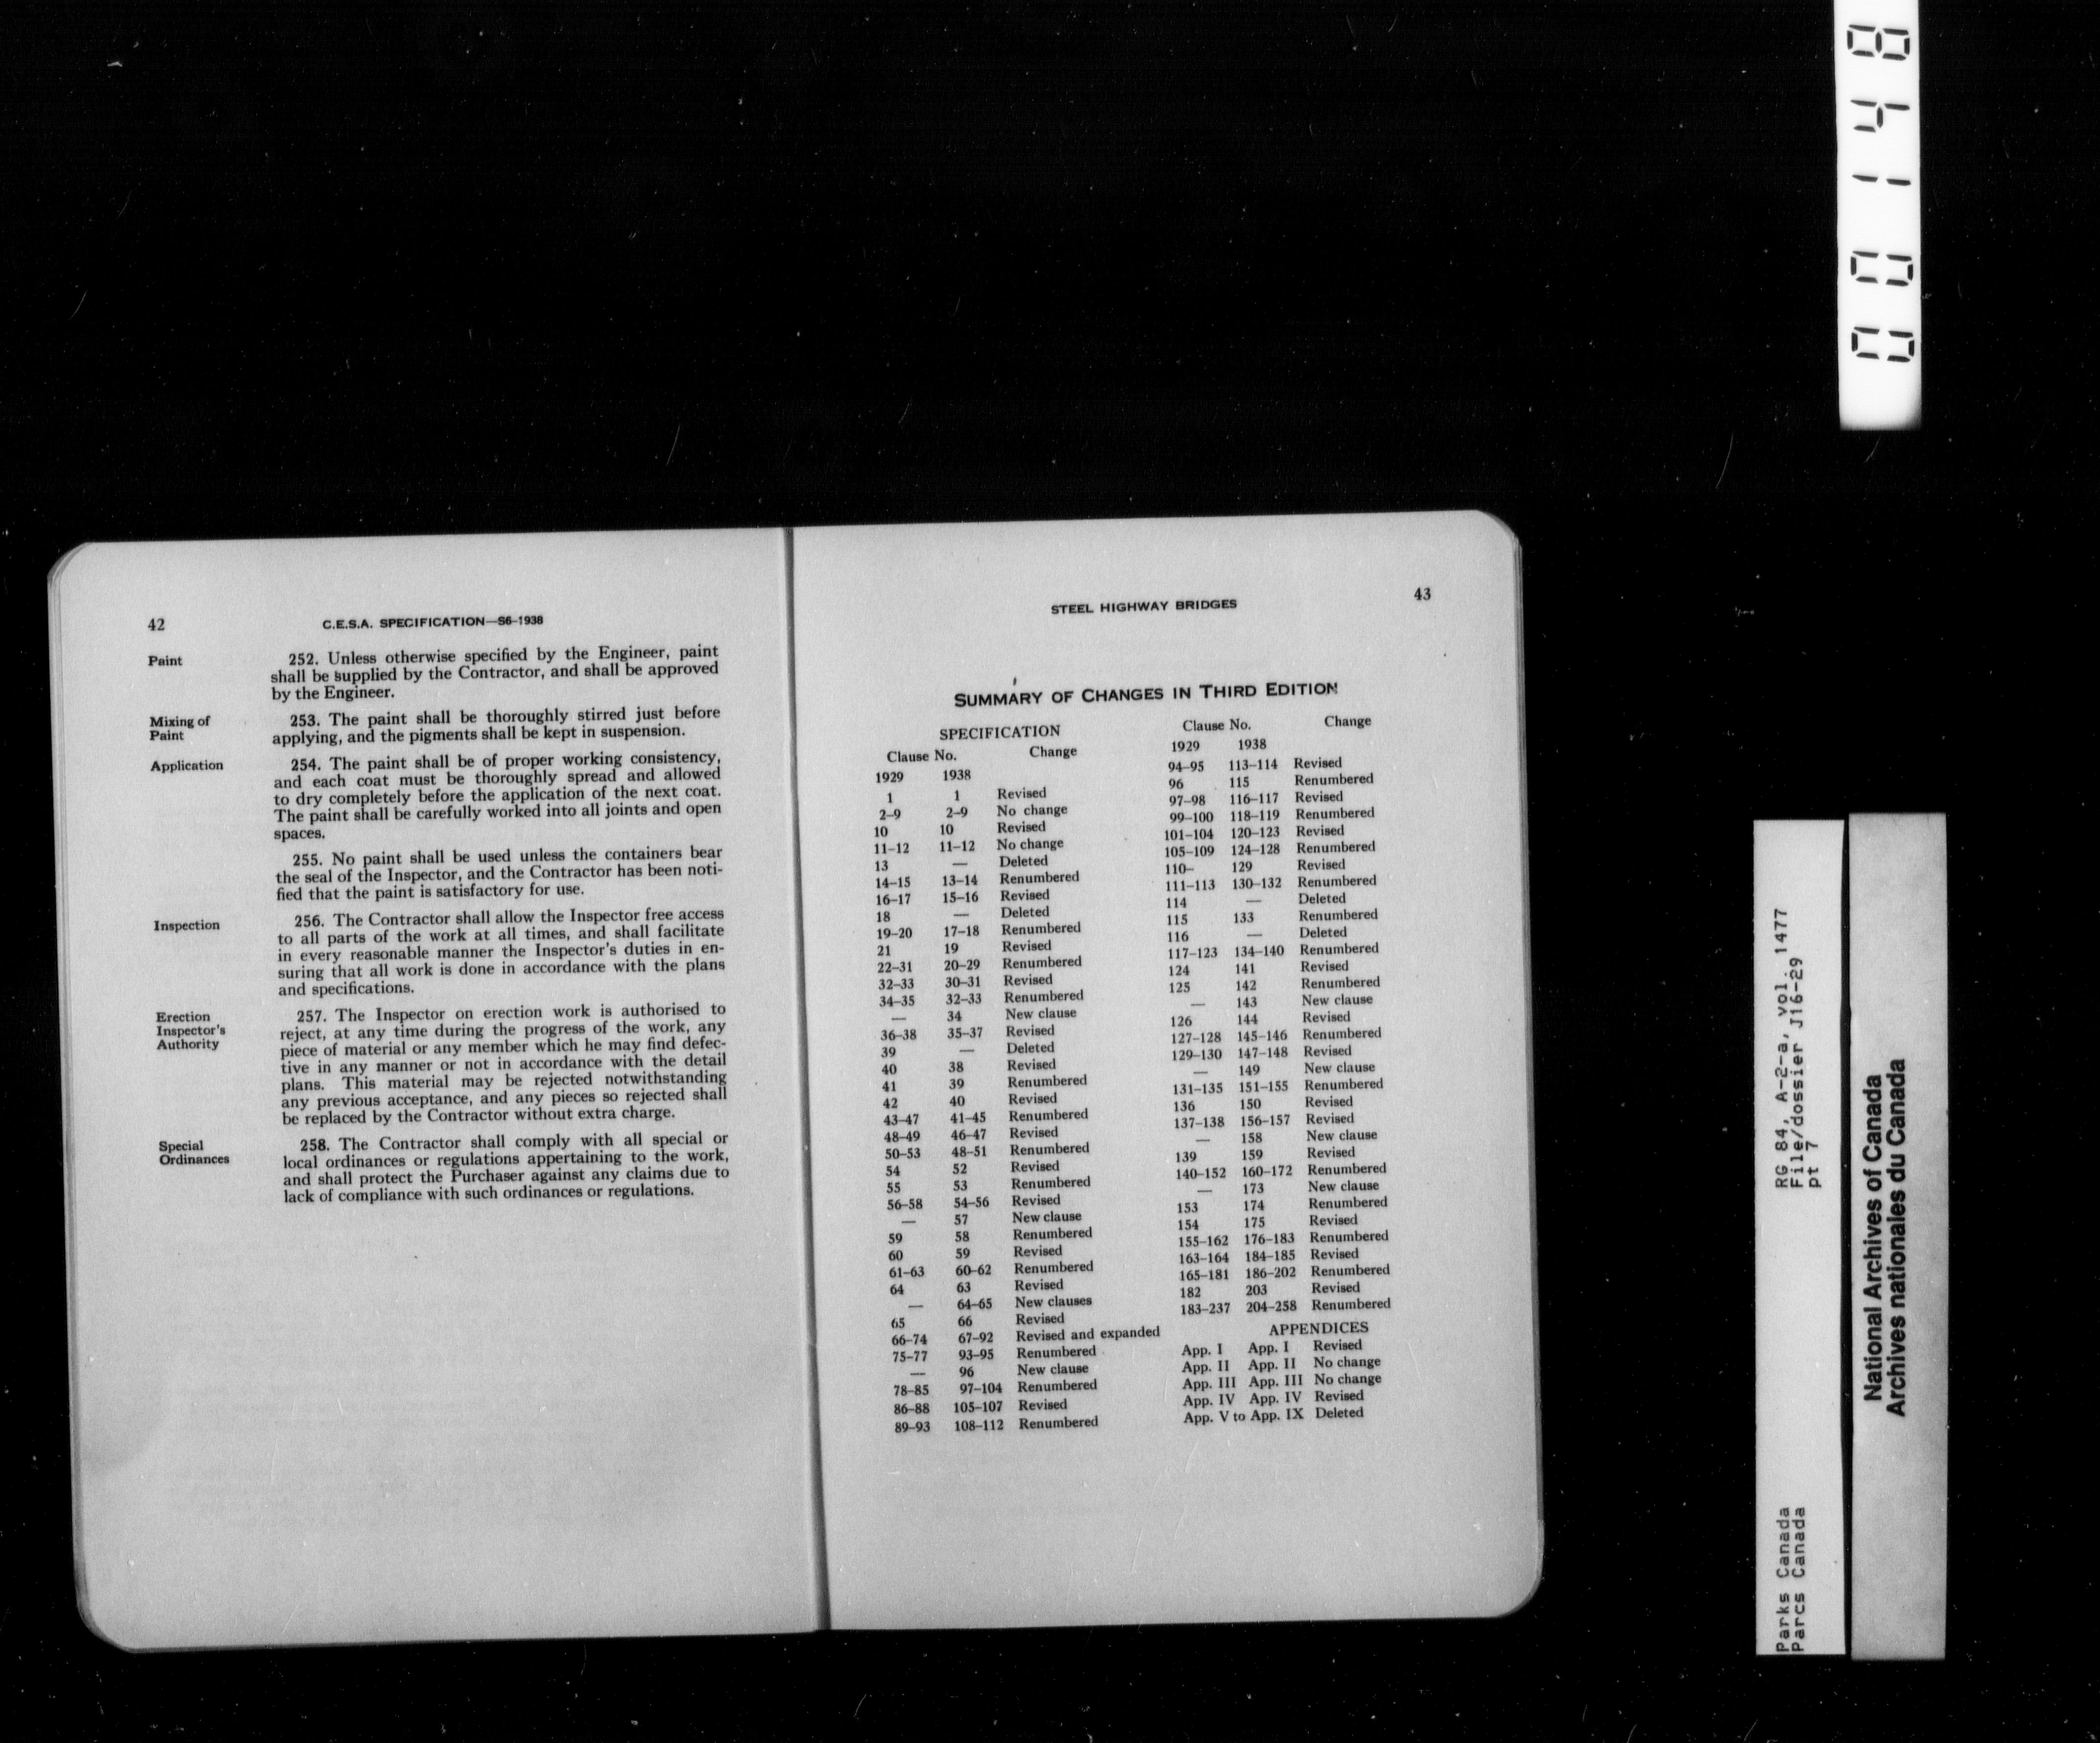 42
C.E.S.A. SPECIFICATION—S6–1938
Paint
252. Unless otherwise specified by the Engineer, paint
shall be supplied by the Contractor, and shall be approved
by the Engineer.
Mixing of
Paint
253. The paint shall be thoroughly stirred just before
applying, and the pigments shall be kept in suspension.
Application
254. The paint shall be of proper working consistency,
and each coat must be thoroughly spread and allowed
to dry completely before the application of the next coat.
The paint shall be carefully worked into all joints and open
spaces.
255. No paint shall be used unless the containers bear
the seal of the Inspector, and the Contractor has been noti-
fied that the paint is satisfactory for use.
Inspection
256. The Contractor shall allow the Inspector free access
to all parts of the work at all times, and shall facilitate
in every reasonable manner the Inspector's duties in en-
suring that all work is done in accordance with the plans
and specifications.
Erection
Inspector's
Authority
257. The Inspector on erection work is authorised to
reject, at any time during the progress of the work, any
piece of material or any member which he may find defec-
tive in any manner or not in accordance with the detail
plans. This material may be rejected notwithstanding
any previous acceptance, and any pieces so rejected shall
be replaced by the Contractor without extra charge.
Special
Ordinances
258. The Contractor shall comply with all special or
local ordinances or regulations appertaining to the work,
and shall protect the Purchaser against any claims due to
lack of compliance with such ordinances or regulations.
STEEL HIGHWAY BRIDGES
43
SUMMARY OF CHANGES IN THIRD EDITION
SPECIFICATION
Clause No. Change
1929 1938
1 1 Revised
2–9 2–9 No change
10 10 Revised
11–12 11–12 No change
13 — Deleted
14–15 13–14 Renumbered
16–17 15–16 Revised
18 — Deleted
19–20 17–18 Renumbered
21 19 Revised
22–31 20–29 Renumbered
32–33 30–31 Revised
34–35 32–33 Renumbered
— 34 New clause
36–38 35–37 Revised
39 — Deleted
40 38 Revised
41 39 Renumbered
42 40 Revised
43–47 41–45 Renumbered
48–49 46–47 Revised
50–53 48–51 Renumbered
54 52 Revised
55 53 Renumbered
56–58 54–56 Revised
— 57 New clause
59 58 Renumbered
60 59 Revised
61–63 60–62 Renumbered
64 63 Revised
— 64–65 New clauses
65 66 Revised
66–74 67–92 Revised and expanded
75–77 93–95 Renumbered
— 96 New clause
78–85 97–104 Renumbered
86–88 105–107 Revised
89–93 108–112 Renumbered
Clause No. Change
1929 1938
94–95 113–114 Revised
96 115 Renumbered
97–98 116–117 Revised
99–100 118–119 Renumbered
101–104 120–123 Revised
105–109 124–128 Renumbered
110– 129 Revised
111–113 130–132 Renumbered
114 — Deleted
115 133 Renumbered
116 — Deleted
117–123 134–140 Renumbered
124 141 Revised
125 142 Renumbered
— 143 New clause
126 144 Revised
127–128 145–146 Renumbered
129–130 147–148 Revised
— 149 New clause
131–135 151–155 Renumbered
136 150 Revised
137–138 156–157 Revised
— 158 New clause
139 159 Revised
140–152 160–172 Renumbered
— 173 New clause
153 174 Renumbered
154 175 Revised
155–162 176–183 Renumbered
163–164 184–185 Revised
165–181 186–202 Renumbered
182 203 Revised
183–237 204–258 Renumbered
APPENDICES
App. I App. I Revised
App. II App. II No change
App. III App. III No change
App. IV App. IV Revised
App. V to App. IX Deleted
00148
Parks Canada RG 84, A-2-a, vol. 1477
Parcs Canada File/dossier J16-29
pt 7
National Archives of Canada
Archives nationales du Canada